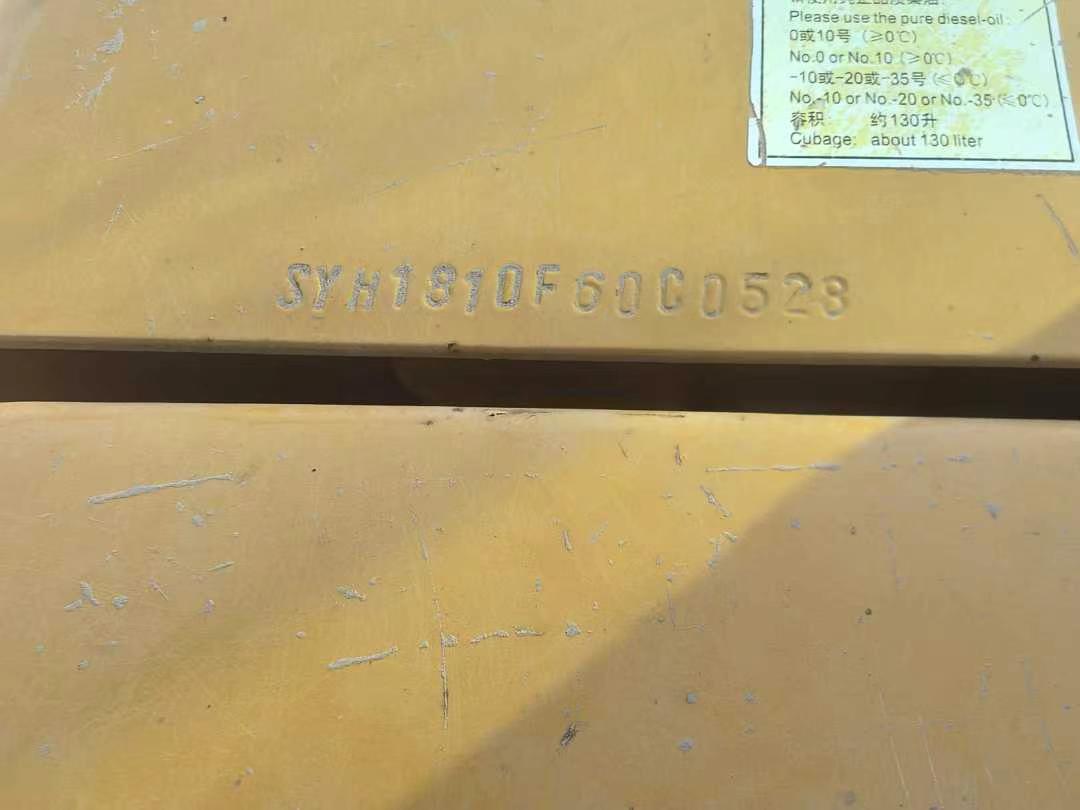 Please use the pure diesel-oil:
0或10号（≥0℃）
No.0 or No.10（≥0℃）
-10或-20或-35号（≤0℃）
No.-10 or No.-20 or No.-35（≤0℃）
容积： 约130升
Cubage: about 130 liter
SYH1810F60C0528